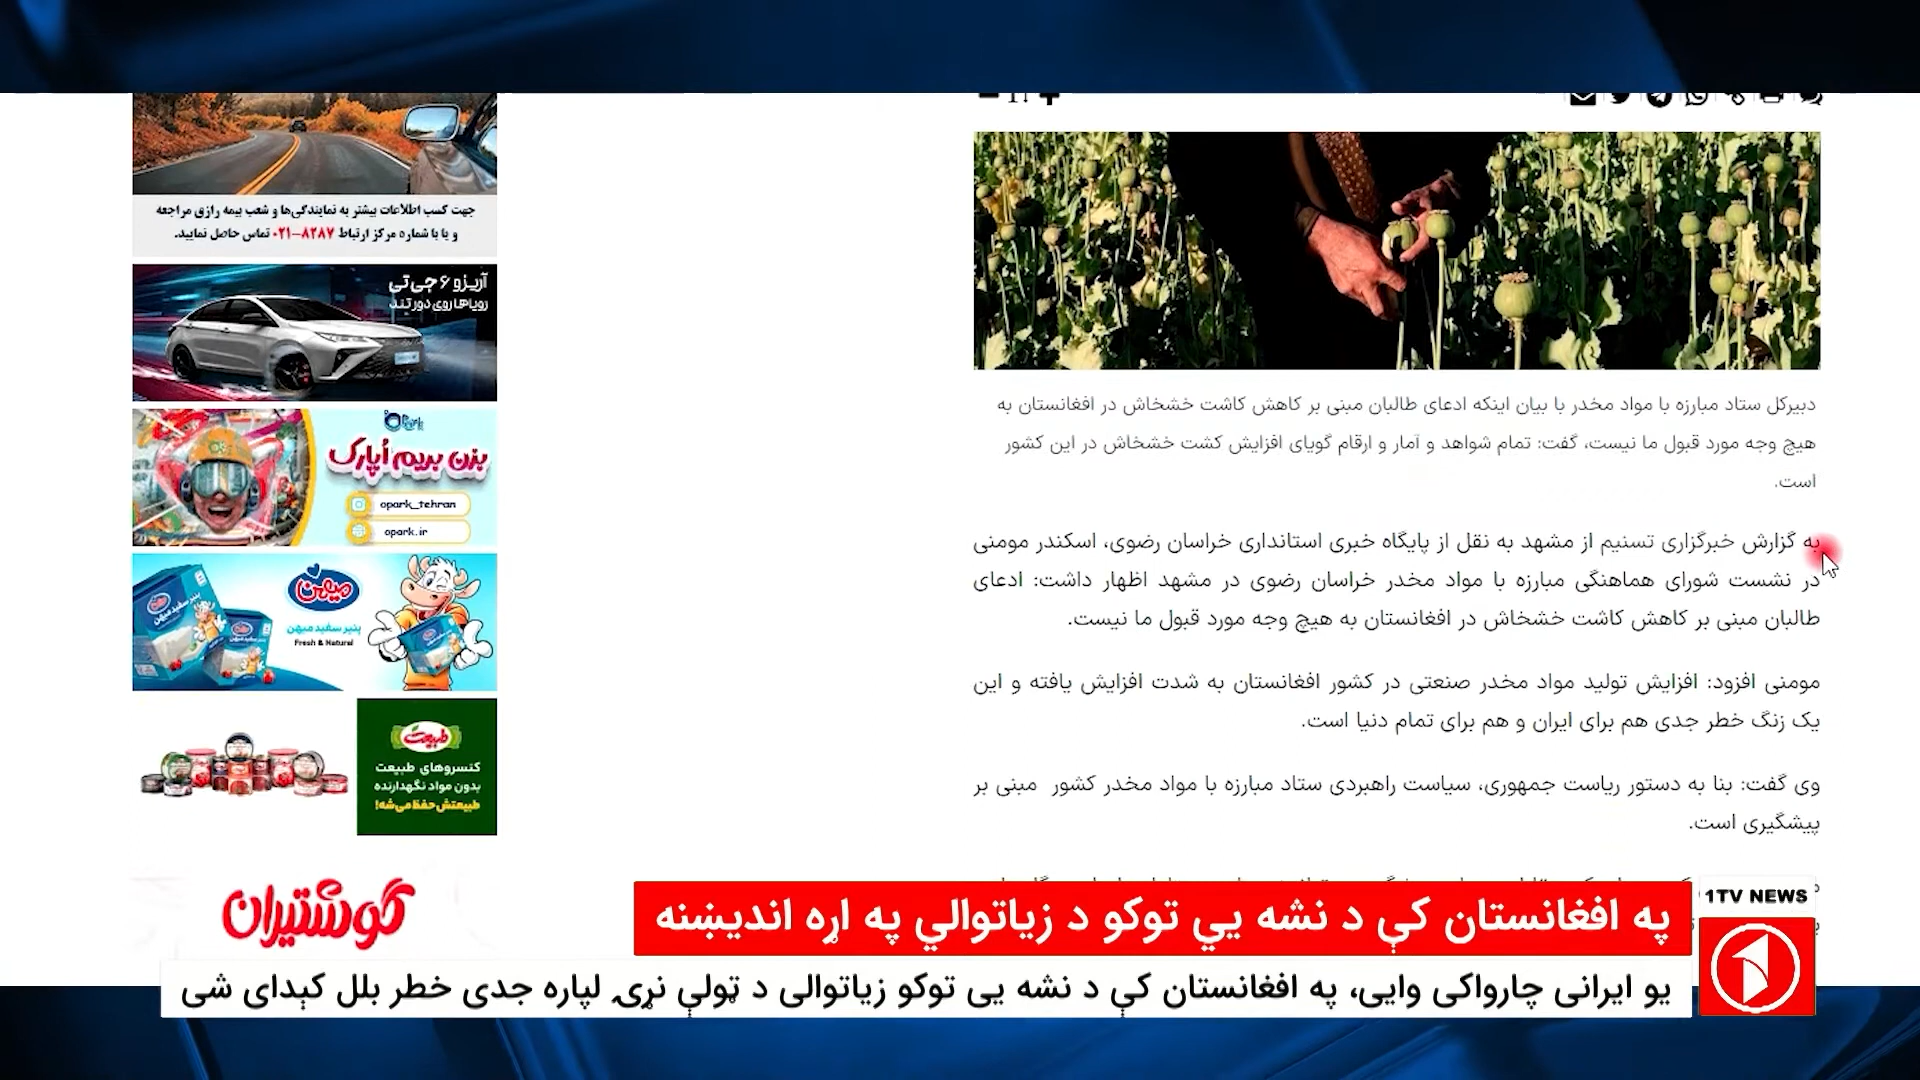 جهت کسب اطلاعات بیشتر به نمایندگی‌ها و شعب بیمه رازی مراجعه
و یا با شماره مرکز ارتباط ۸۲۸۷-۰۲۱ تماس حاصل نمایید.
آریزو ۶ جی تی
رویاها روی دور تند
بزن بریم اُپارک
opark_tehran
opark.ir
میهن
پنیر سفید میهن
Fresh & Natural
طبیعت
کنسروهای طبیعت
بدون مواد نگهدارنده
طبیعتش حفظ می‌شه!
گوشتیران
دبیرکل ستاد مبارزه با مواد مخدر با بیان اینکه ادعای طالبان مبنی بر کاهش کاشت خشخاش در افغانستان به
هیچ وجه مورد قبول ما نیست، گفت: تمام شواهد و آمار و ارقام گویای افزایش کشت خشخاش در این کشور
است.
به گزارش خبرگزاری تسنیم از مشهد به نقل از پایگاه خبری استانداری خراسان رضوی، اسکندر مومنی
در نشست شورای هماهنگی مبارزه با مواد مخدر خراسان رضوی در مشهد اظهار داشت: ادعای
طالبان مبنی بر کاهش کاشت خشخاش در افغانستان به هیچ وجه مورد قبول ما نیست.
مومنی افزود: افزایش تولید مواد مخدر صنعتی در کشور افغانستان به شدت افزایش یافته و این
یک زنگ خطر جدی هم برای ایران و هم برای تمام دنیا است.
وی گفت: بنا به دستور ریاست جمهوری، سیاست راهبردی ستاد مبارزه با مواد مخدر کشور مبنی بر
پیشگیری است.
په افغانستان کې د نشه يي توکو د زياتوالي په اړه انديښنه
1TV NEWS
یو ایرانی چارواکی وایی، په افغانستان کې د نشه یی توکو زیاتوالی د ټولې نړۍ لپاره جدی خطر بلل کېدای شی